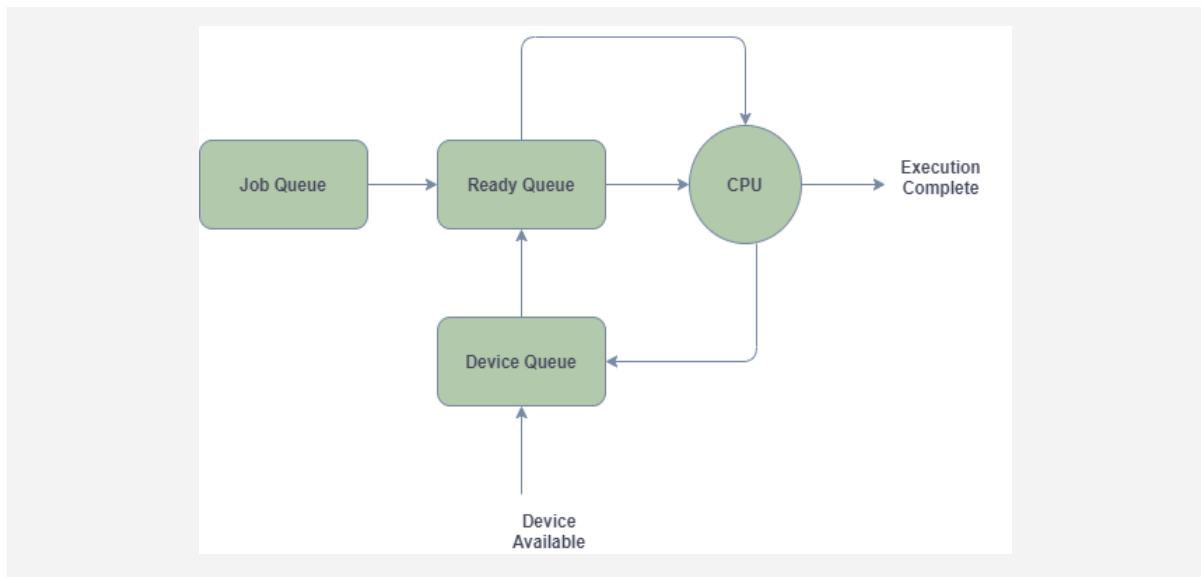 Job Queue
Ready Queue
CPU
Execution
Complete
Device Queue
Device
Available